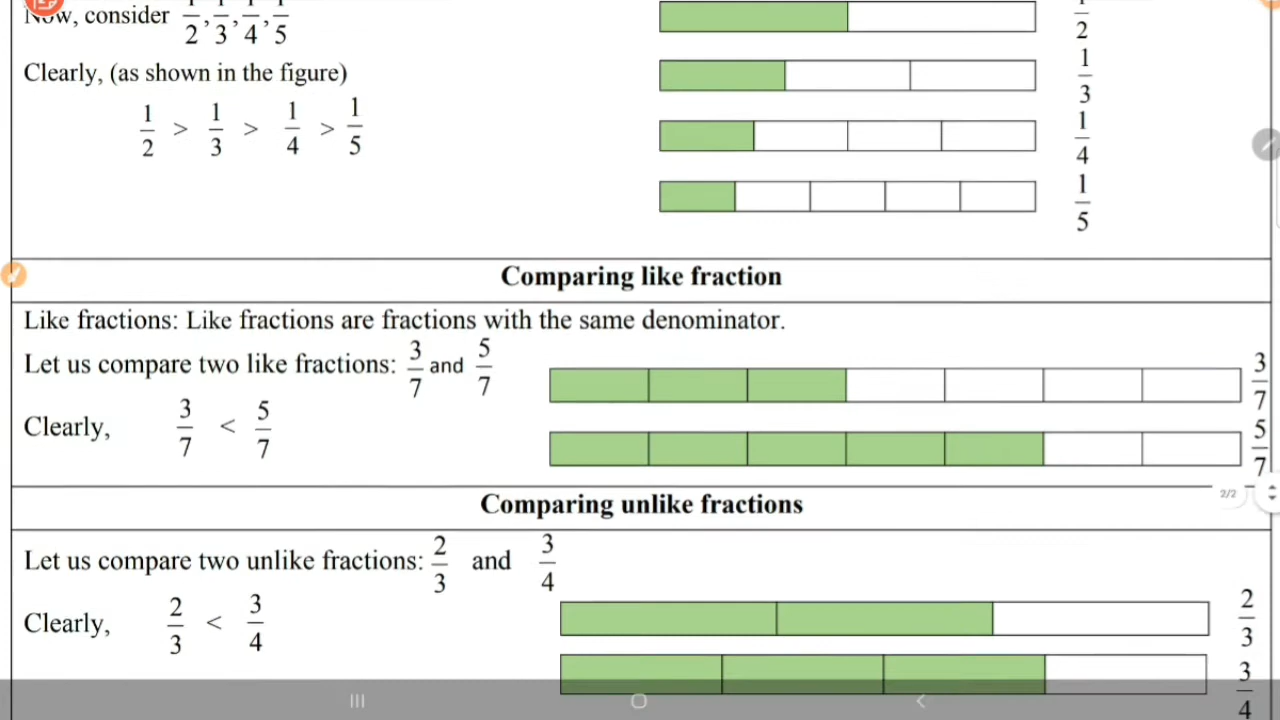 Now, consider 1/2, 1/3, 1/4, 1/5
1/2
Clearly, (as shown in the figure)
1/3
1/2 > 1/3 > 1/4 > 1/5
1/4
1/5
Comparing like fraction
Like fractions: Like fractions are fractions with the same denominator.
Let us compare two like fractions: 3/7 and 5/7
3/7
Clearly, 3/7 < 5/7
5/7
2/2
Comparing unlike fractions
Let us compare two unlike fractions: 2/3 and 3/4
Clearly, 2/3 < 3/4
2/3
3/4